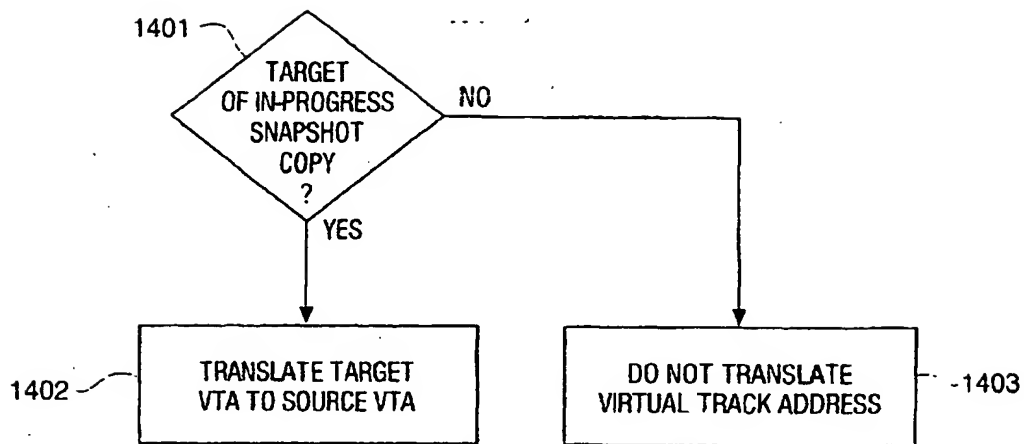 1401
TARGET
OF IN-PROGRESS
SNAPSHOT
COPY
?
NO
YES
1402
TRANSLATE TARGET
VTA TO SOURCE VTA
DO NOT TRANSLATE
VIRTUAL TRACK ADDRESS
1403